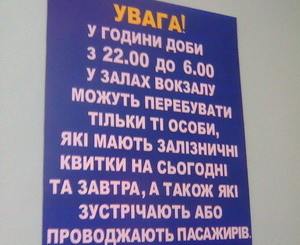 УВАГА!
У ГОДИНИ ДОБИ
З 22.00 ДО 6.00
У ЗАЛАХ ВОКЗАЛУ
МОЖУТЬ ПЕРЕБУВАТИ
ТІЛЬКИ ТІ ОСОБИ,
ЯКІ МАЮТЬ ЗАЛІЗНИЧНІ
КВИТКИ НА СЬОГОДНІ
ТА ЗАВТРА, А ТАКОЖ ЯКІ
ЗУСТРІЧАЮТЬ АБО
ПРОВОДЖАЮТЬ ПАСАЖИРІВ.